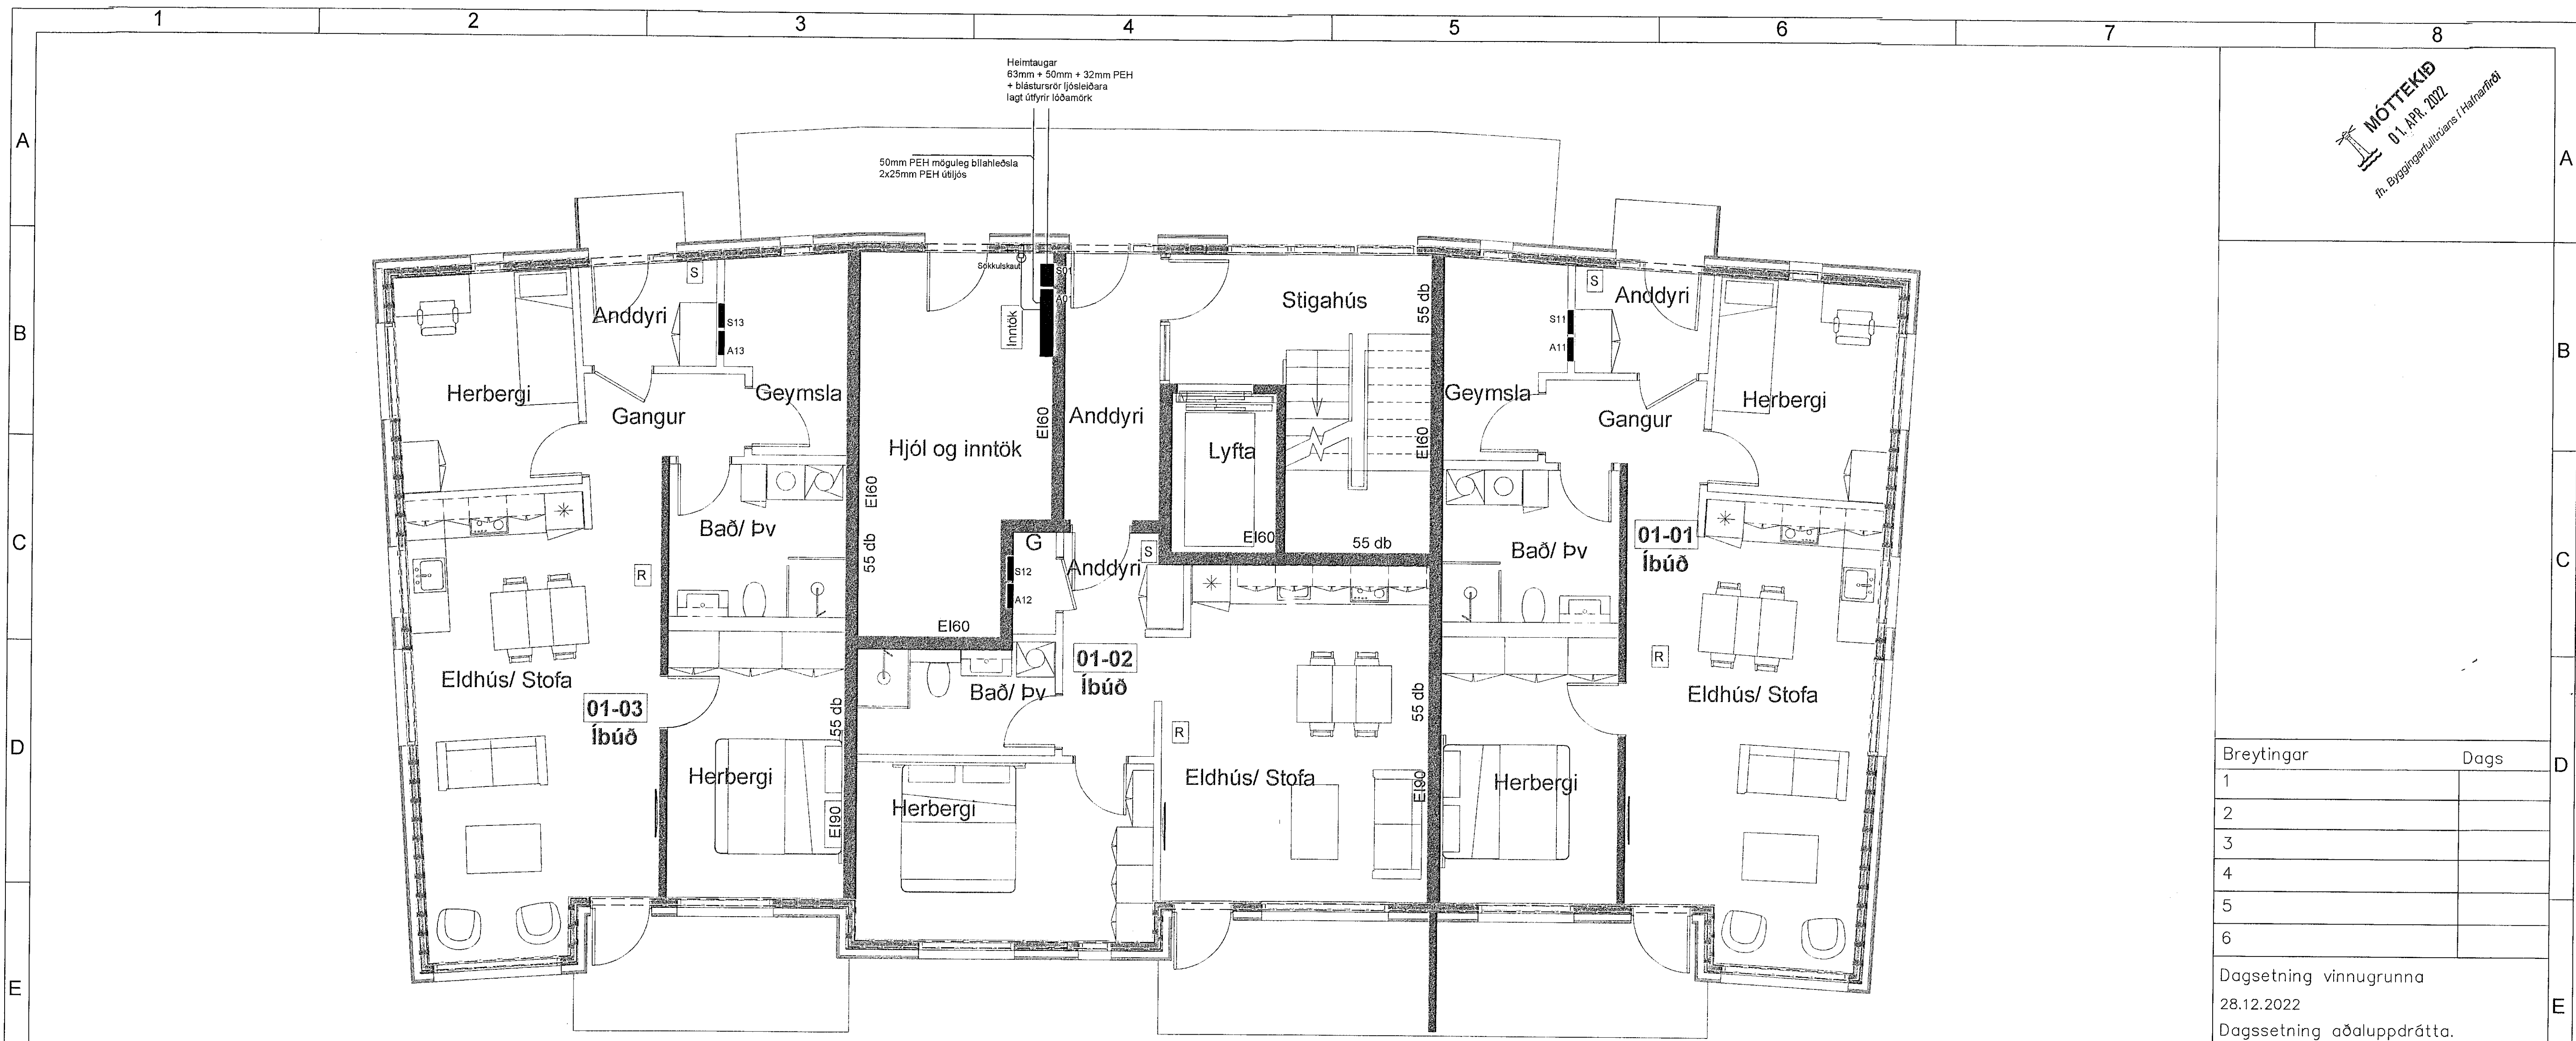 1 2 3 4 5 6 7 8
A
B
C
D
E
A
B
C
D
E
MÓTTEKIÐ
01. APR. 2022
fh. Byggingarfulltrúans í Hafnarfirði
Heimtaugar
63mm + 50mm + 32mm PEH
+ blástursrör ljósleiðara
lagt útfyrir lóðamörk
50mm PEH möguleg bílahleðsla
2x25mm PEH útiljós
Sökkulskaut
S01
A01
Inntök
Herbergi
Anddyri
S
S13
A13
Gangur
Geymsla
Bað/ Þv
R
Eldhús/ Stofa
01-03
Íbúð
Herbergi
55 db
EI90
Hjól og inntök
EI60
55 db
EI60
EI60
Anddyri
Stigahús
55 db
EI60
Lyfta
EI60
55 db
G
S12
A12
Anddyri
S
01-02
Íbúð
Bað/ Þv
R
Herbergi
Eldhús/ Stofa
55 db
EI90
S
Anddyri
S11
A11
Geymsla
Gangur
Herbergi
Bað/ Þv
01-01
Íbúð
R
Eldhús/ Stofa
Herbergi
Breytingar Dags
1
2
3
4
5
6
Dagsetning vinnugrunna
28.12.2022
Dagssetning aðaluppdrátta.